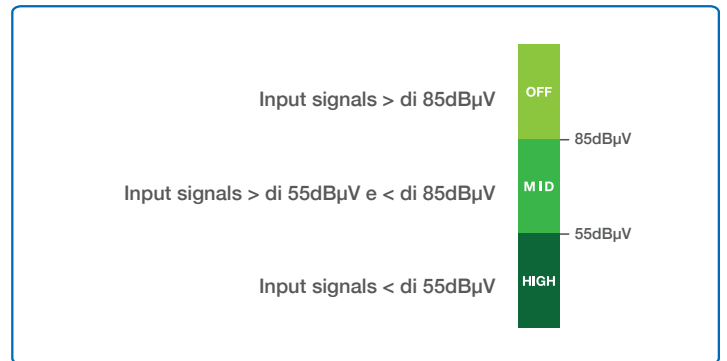 Input signals > di 85dBµV
OFF
85dBµV
Input signals > di 55dBµV e < di 85dBµV
MID
55dBµV
Input signals < di 55dBµV
HIGH